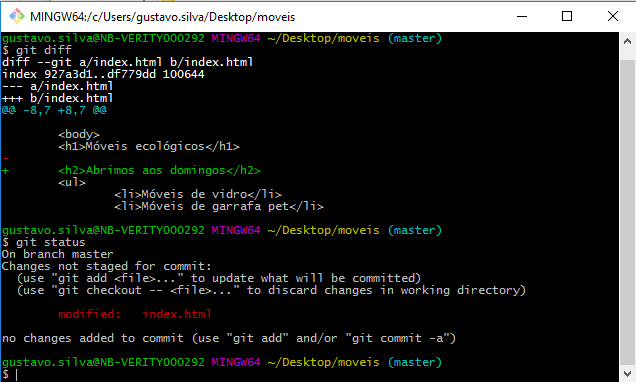 MINGW64:/c/Users/gustavo.silva/Desktop/moveis
gustavo.silva@NB-VERITY000292 MINGW64 ~/Desktop/moveis (master)
$ git diff
diff --git a/index.html b/index.html
index 927a3d1..df779dd 100644
--- a/index.html
+++ b/index.html
@@ -8,7 +8,7 @@
<body>
<h1>Móveis ecológicos</h1>
-
+ <h2>Abrimos aos domingos</h2>
<ul>
<li>Móveis de vidro</li>
<li>Móveis de garrafa pet</li>
gustavo.silva@NB-VERITY000292 MINGW64 ~/Desktop/moveis (master)
$ git status
On branch master
Changes not staged for commit:
(use "git add <file>..." to update what will be committed)
(use "git checkout -- <file>..." to discard changes in working directory)
modified: index.html
no changes added to commit (use "git add" and/or "git commit -a")
gustavo.silva@NB-VERITY000292 MINGW64 ~/Desktop/moveis (master)
$